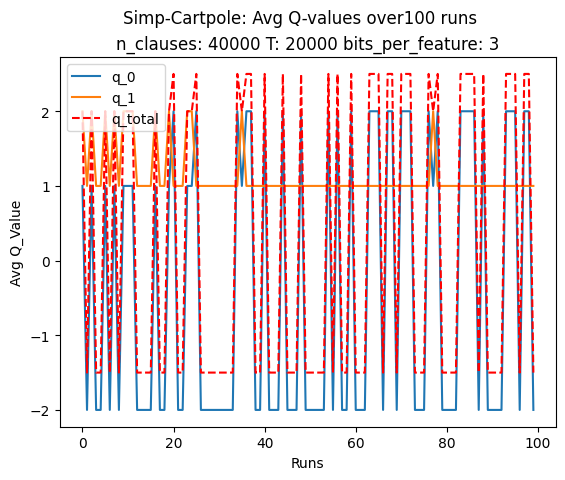 Simp-Cartpole: Avg Q-values over100 runs
n_clauses: 40000 T: 20000 bits_per_feature: 3
q_0
q_1
q_total
2
1
0
−1
−2
Avg Q_Value
0 20 40 60 80 100
Runs